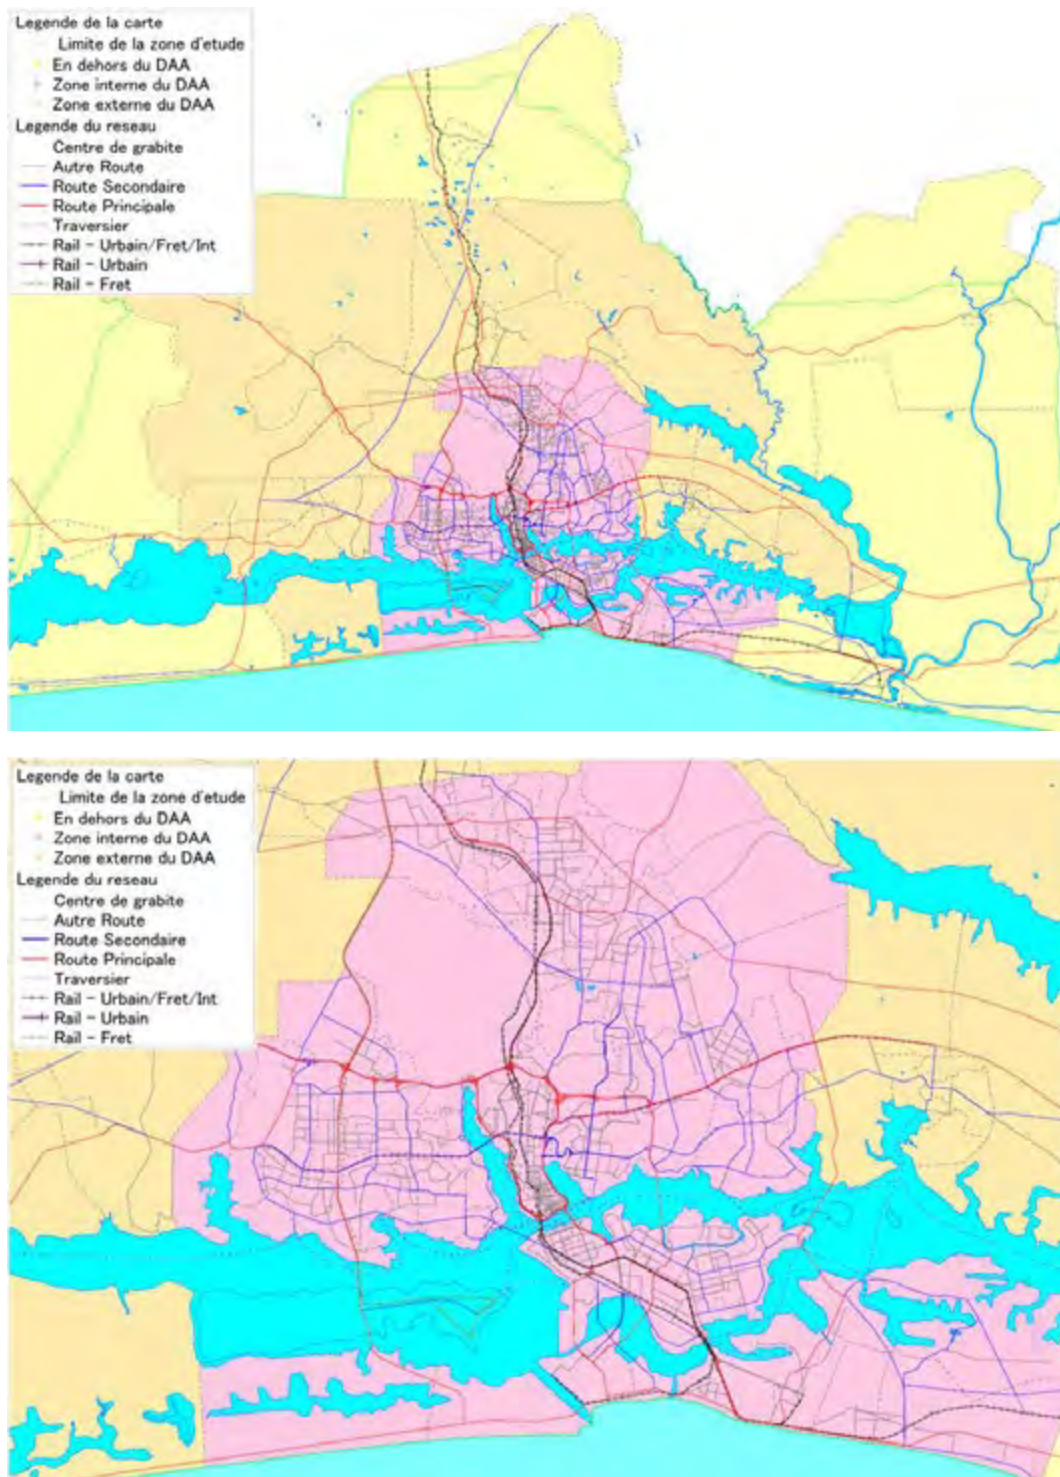 Legende de la carte
Limite de la zone d'etude
En dehors du DAA
Zone interne du DAA
Zone externe du DAA
Legende du reseau
Centre de grabite
Autre Route
Route Secondaire
Route Principale
Traversier
Rail - Urbain/Fret/Int
Rail - Urbain
Rail - Fret
Legende de la carte
Limite de la zone d'etude
En dehors du DAA
Zone interne du DAA
Zone externe du DAA
Legende du reseau
Centre de grabite
Autre Route
Route Secondaire
Route Principale
Traversier
Rail - Urbain/Fret/Int
Rail - Urbain
Rail - Fret